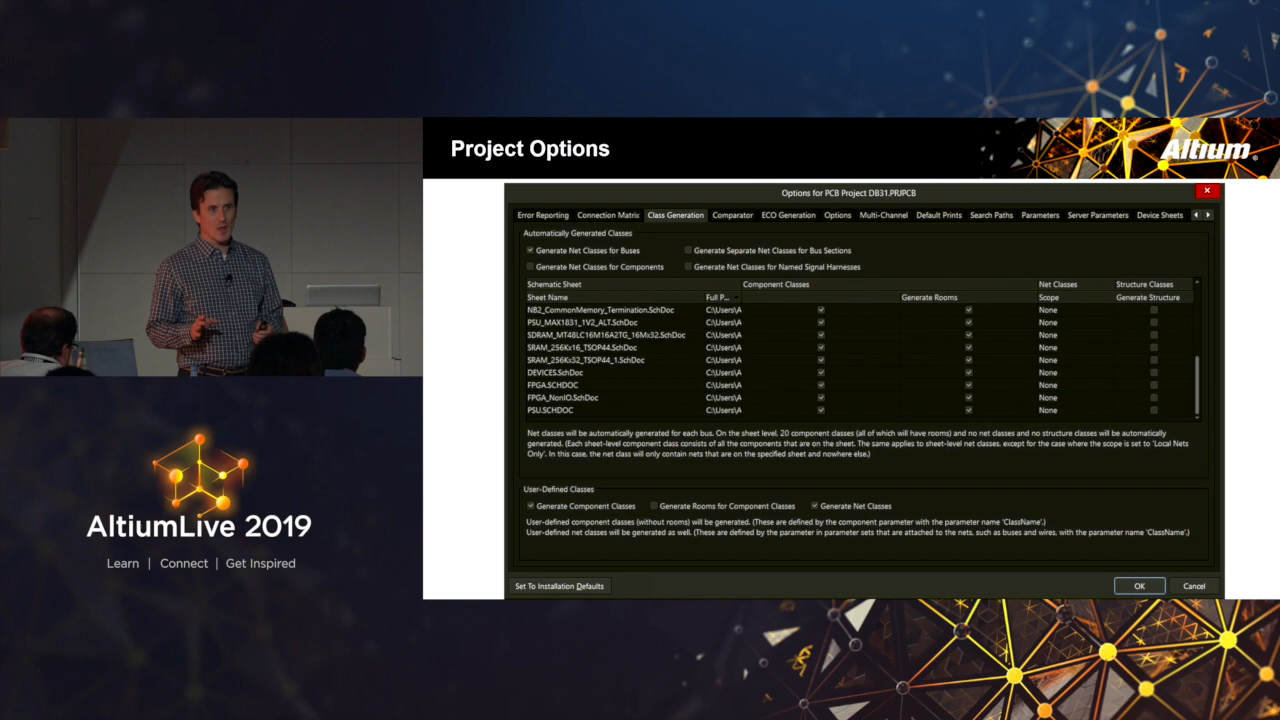 Project Options
Altium
Options for PCB Project DB31.PRJPCB
Error Reporting Connection Matrix Class Generation Comparator ECO Generation Options Multi-Channel Default Prints Search Paths Parameters Server Parameters Device Sheets
Automatically Generated Classes
Generate Net Classes for Buses Generate Separate Net Classes for Bus Sections
Generate Net Classes for Components Generate Net Classes for Named Signal Harnesses
Schematic Sheet Component Classes Net Classes Structure Classes
Sheet Name Full P... Generate Rooms Scope Generate Structure
NB2_CommonMemory_Termination.SchDoc C:\Users\A None
PSU_MAX1831_1V2_ALT.SchDoc C:\Users\A None
SDRAM_MT48LC16M16A2TG_16Mx32.SchDoc C:\Users\A None
SRAM_256Kx16_TSOP44.SchDoc C:\Users\A None
SRAM_256Kx32_TSOP44_1.SchDoc C:\Users\A None
DEVICES.SchDoc C:\Users\A None
FPGA.SCHDOC C:\Users\A None
FPGA_NonIO.SchDoc C:\Users\A None
PSU.SCHDOC C:\Users\A None
Net classes will be automatically generated for each bus. On the sheet level, 20 component classes (all of which will have rooms) and no net classes and no structure classes will be automatically
generated. (Each sheet-level component class consists of all the components that are on the sheet. The same applies to sheet-level net classes, except for the case where the scope is set to 'Local Nets
Only'. In this case, the net class will only contain nets that are on the specified sheet and nowhere else.)
User-Defined Classes
Generate Component Classes Generate Rooms for Component Classes Generate Net Classes
User-defined component classes (without rooms) will be generated. (These are defined by the component parameter with the parameter name 'ClassName'.)
User-defined net classes will be generated as well. (These are defined by the parameter in parameter sets that are attached to the nets, such as buses and wires, with the parameter name 'ClassName'.)
Set To Installation Defaults OK Cancel
AltiumLive 2019
Learn | Connect | Get Inspired